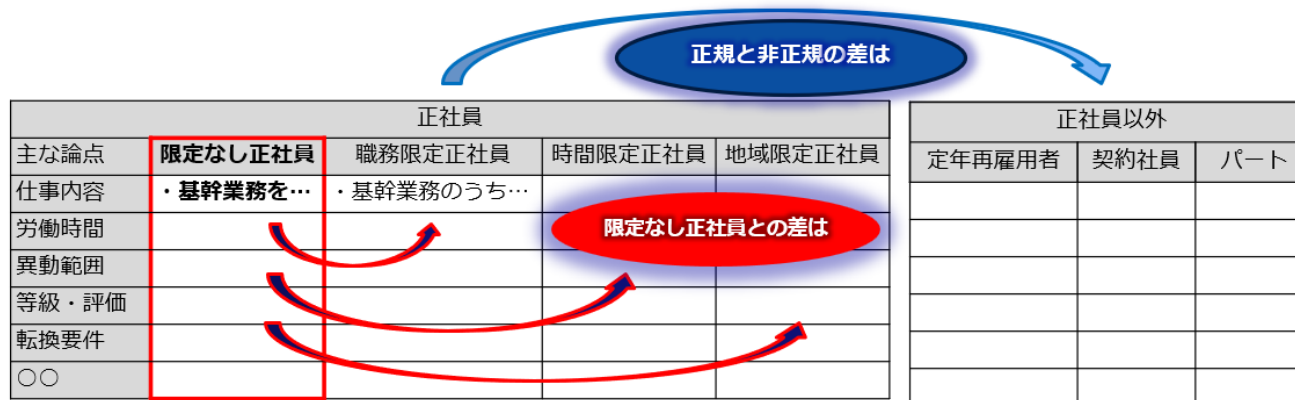 正規と非正規の差は
正社員
主な論点 限定なし正社員 職務限定正社員 時間限定正社員 地域限定正社員
仕事内容 ・基幹業務を… ・基幹業務のうち…
労働時間
限定なし正社員との差は
異動範囲
等級・評価
転換要件
○○
正社員以外
定年再雇用者 契約社員 パート